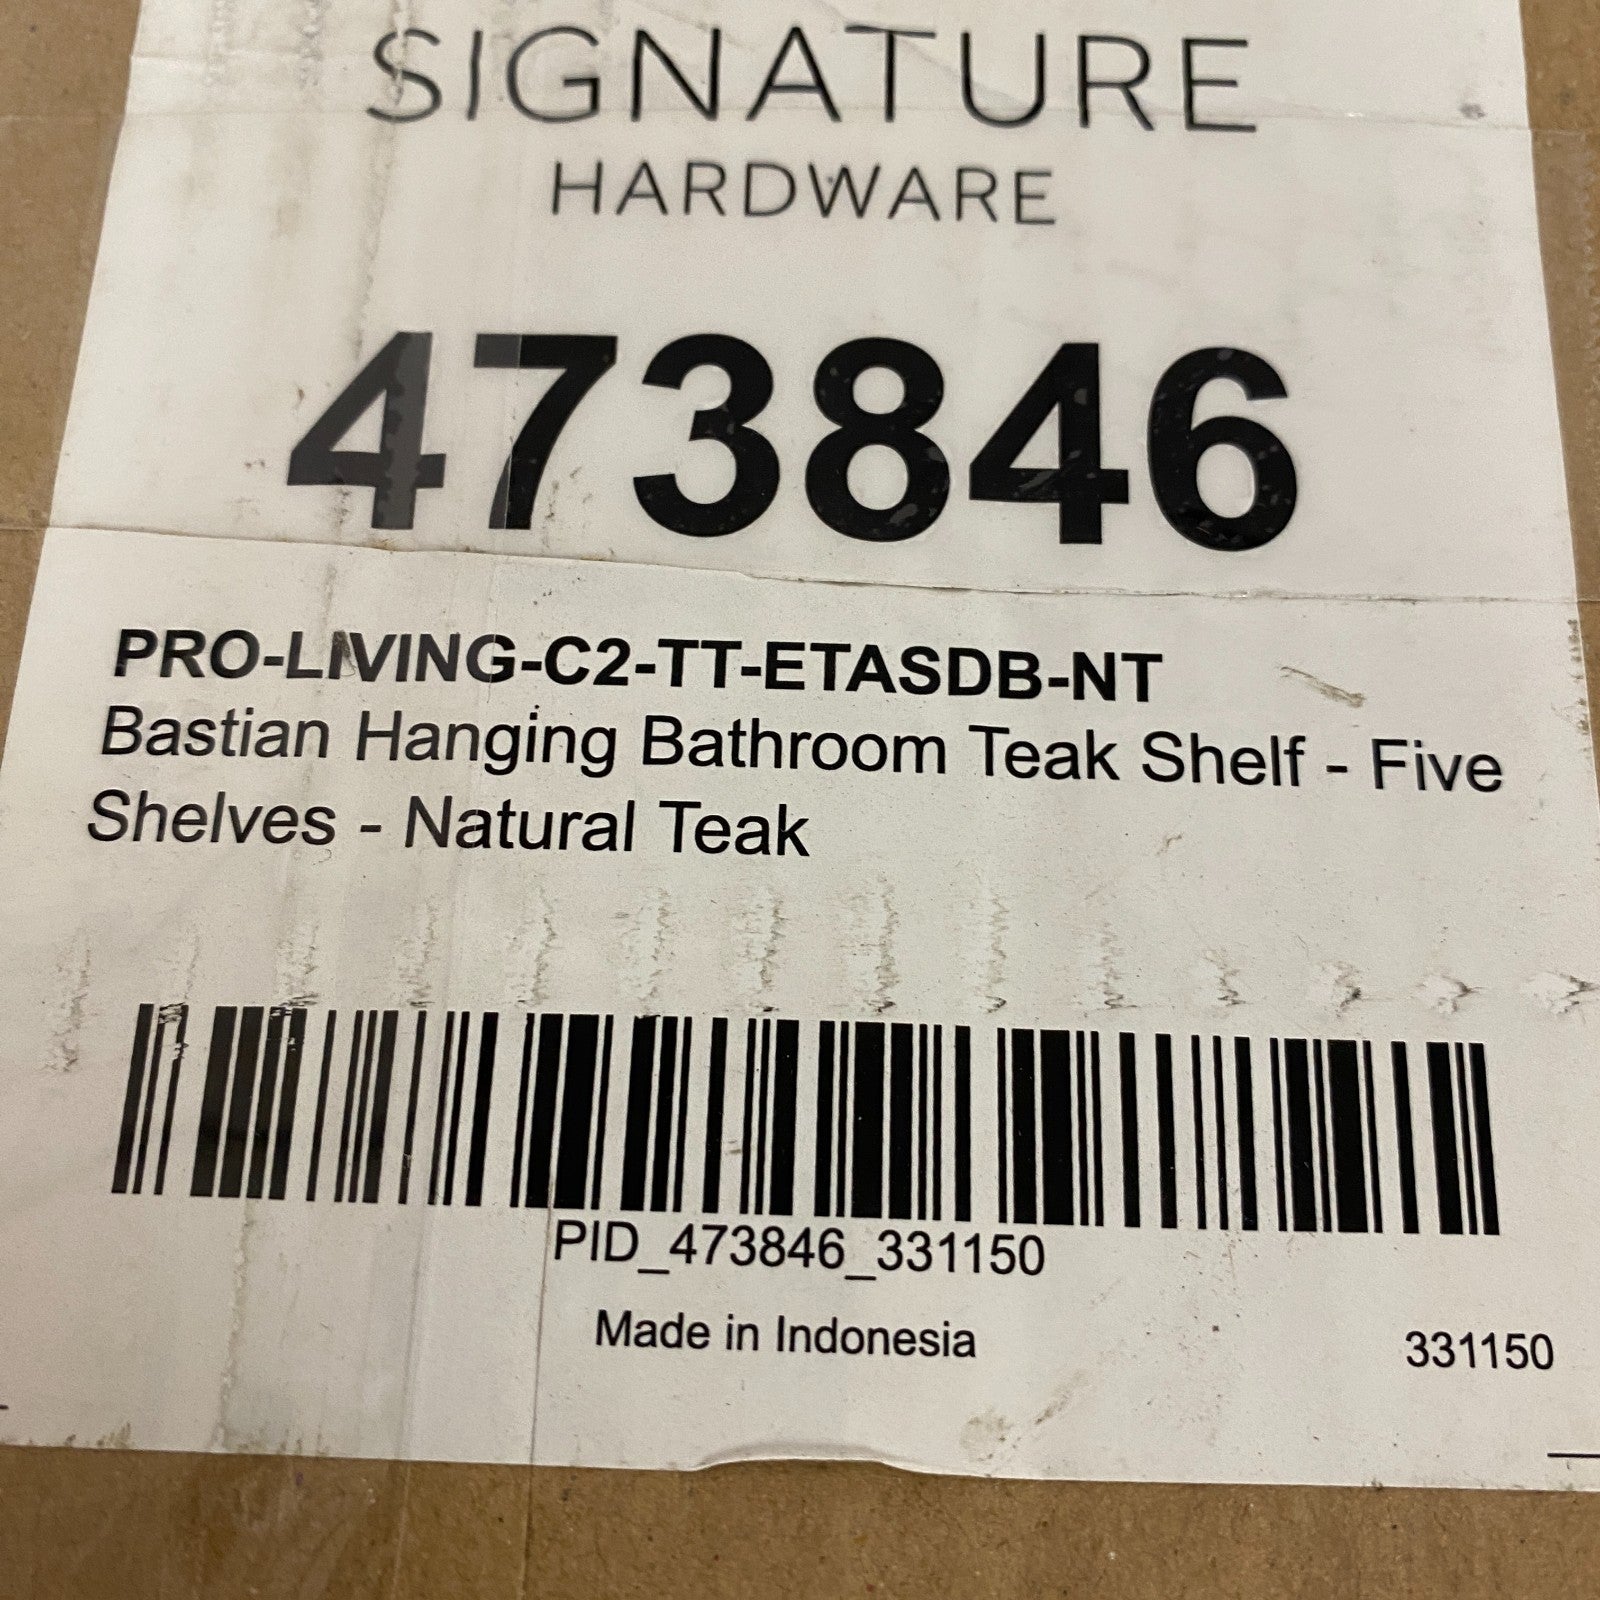 SIGNATURE
HARDWARE
473846
PRO-LIVING-C2-TT-ETASDB-NT
Bastian Hanging Bathroom Teak Shelf - Five
Shelves - Natural Teak
PID_473846_331150
Made in Indonesia
331150